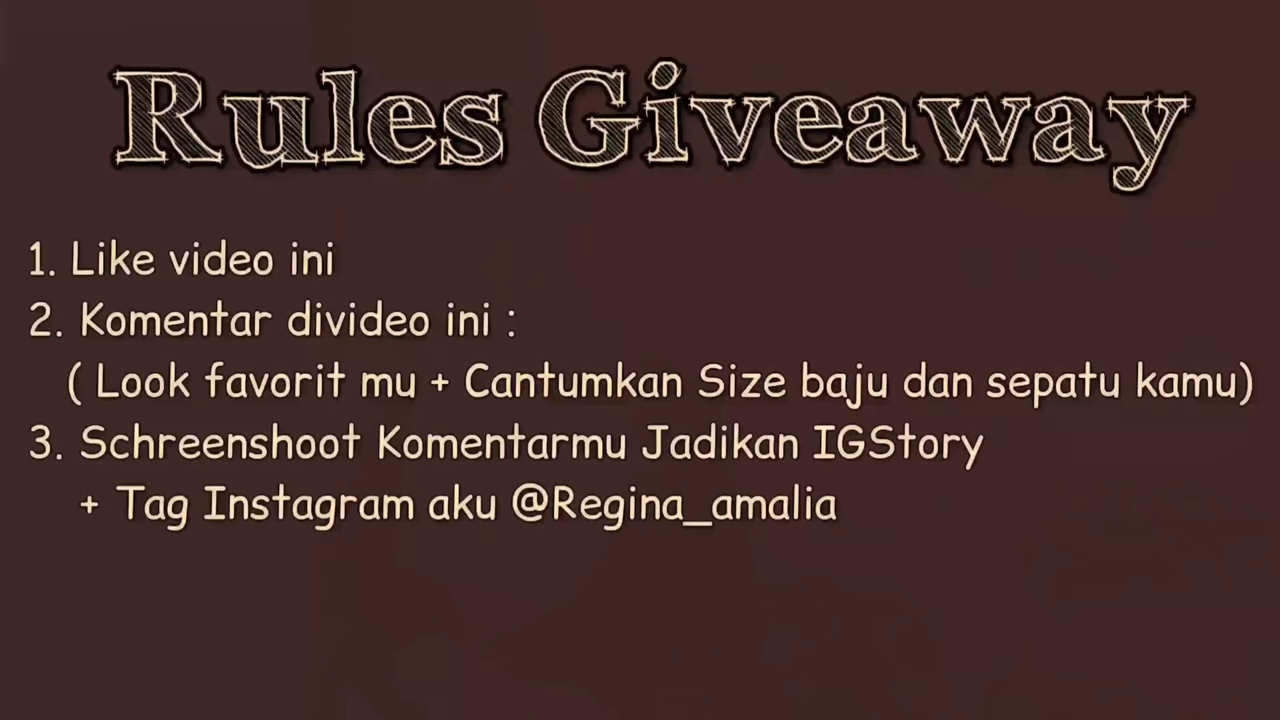 Rules Giveaway
1. Like video ini
2. Komentar divideo ini :
( Look favorit mu + Cantumkan Size baju dan sepatu kamu)
3. Schreenshoot Komentarmu Jadikan IGStory
+ Tag Instagram aku @Regina_amalia